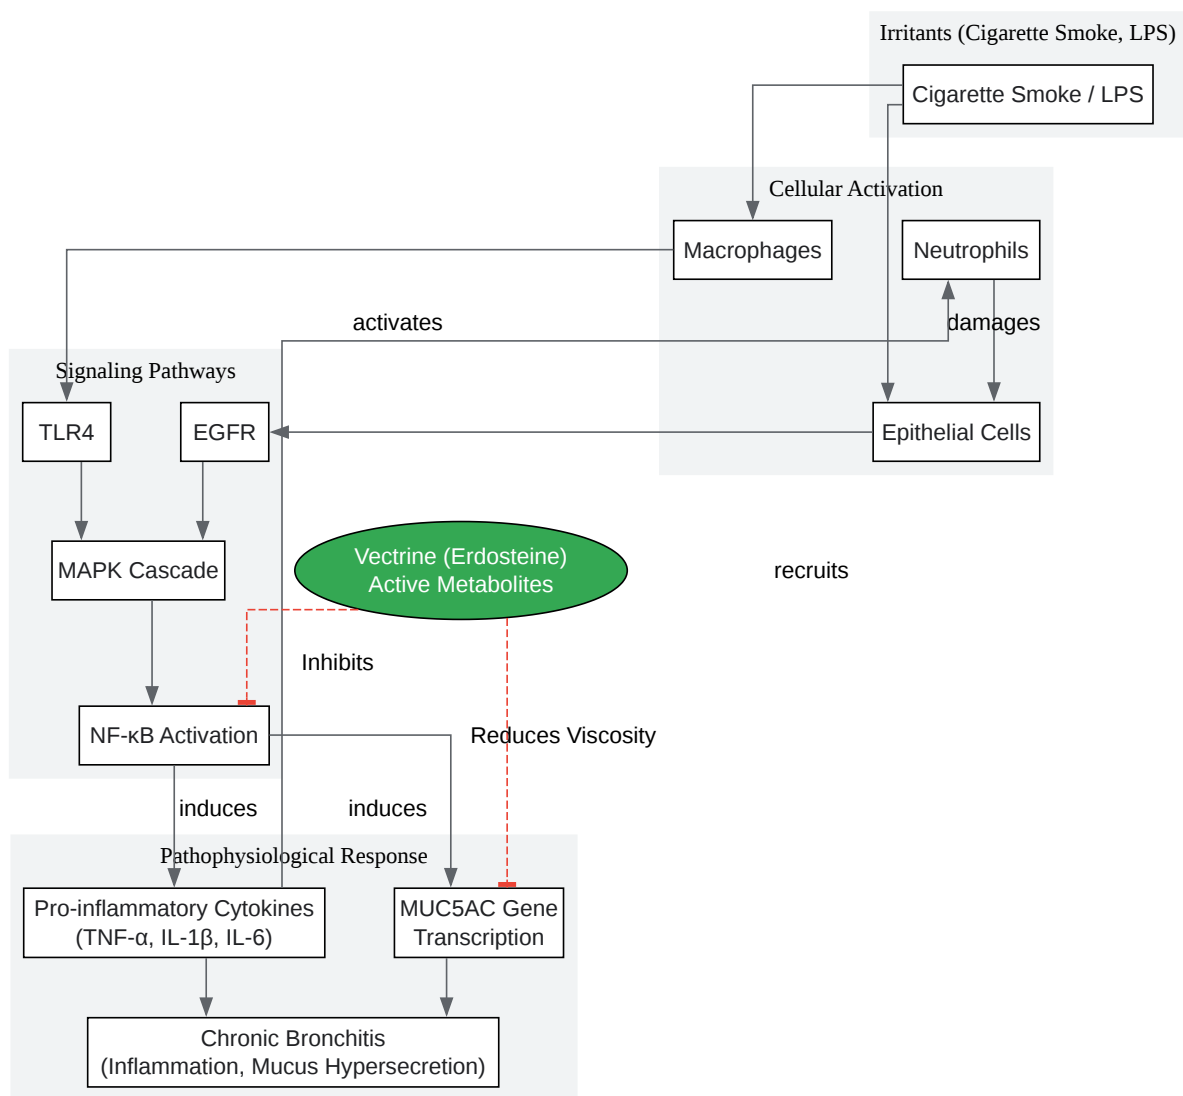 Irritants (Cigarette Smoke, LPS)
Cigarette Smoke / LPS
Cellular Activation
Macrophages
Neutrophils
activates
damages
Signaling Pathways
TLR4
EGFR
Epithelial Cells
Vectrine (Erdosteine)
Active Metabolites
MAPK Cascade
recruits
Inhibits
NF-κB Activation
Reduces Viscosity
induces
induces
Pathophysiological Response
Pro-inflammatory Cytokines
(TNF-α, IL-1β, IL-6)
MUC5AC Gene
Transcription
Chronic Bronchitis
(Inflammation, Mucus Hypersecretion)